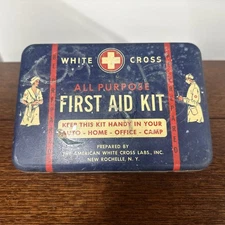 WHITE CROSS
ALL PURPOSE
FIRST AID KIT
KEEP THIS KIT HANDY IN YOUR
AUTO - HOME - OFFICE - CAMP
PREPARED BY
THE AMERICAN WHITE CROSS LABS., INC.
NEW ROCHELLE, N. Y.